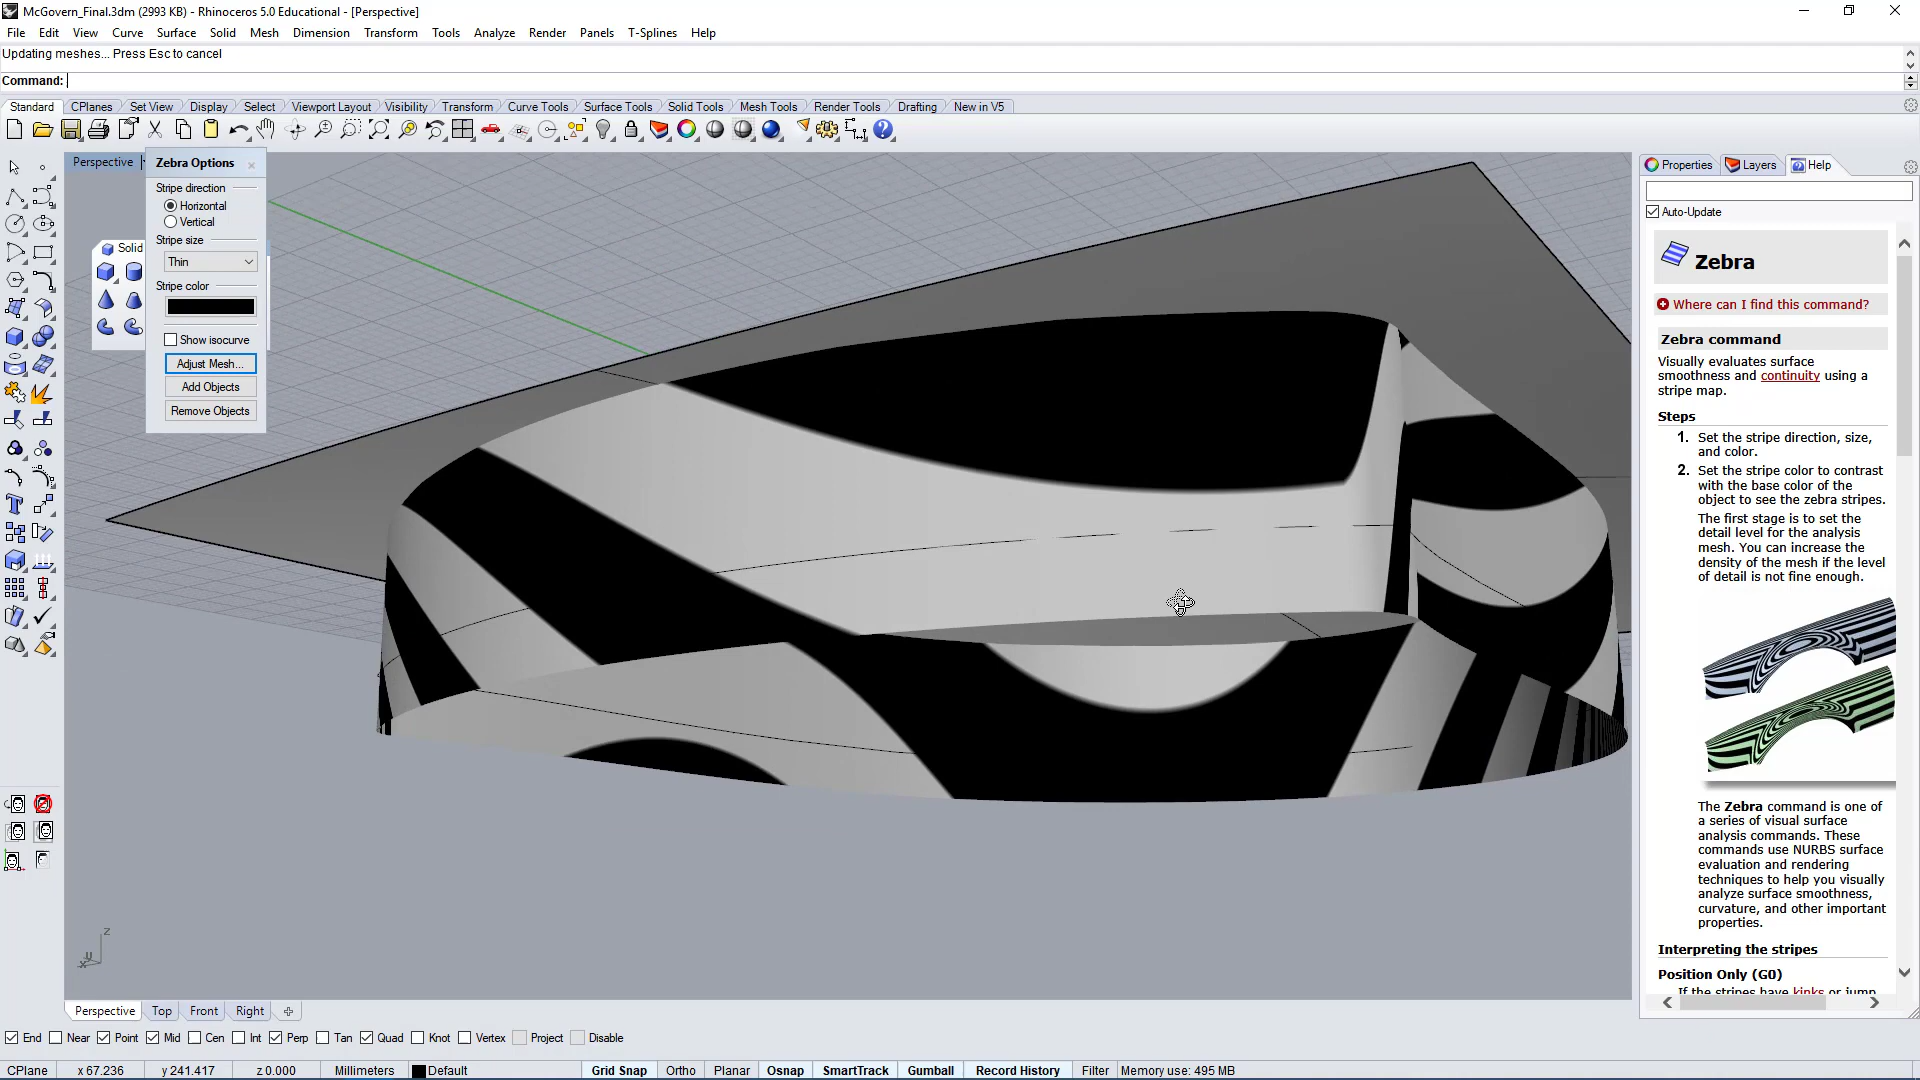 McGovern_Final.3dm (2993 KB) - Rhinoceros 5.0 Educational - [Perspective]
File Edit View Curve Surface Solid Mesh Dimension Transform Tools Analyze Render Panels T-Splines Help
Updating meshes... Press Esc to cancel
Command:
Standard CPlanes Set View Display Select Viewport Layout Visibility Transform Curve Tools Surface Tools Solid Tools Mesh Tools Render Tools Drafting New in V5
Perspective
Zebra Options
Stripe direction
Horizontal
Vertical
Stripe size
Thin
Stripe color
Show isocurve
Adjust Mesh...
Add Objects
Remove Objects
Solid
Properties Layers Help
Auto-Update
Zebra
Where can I find this command?
Zebra command
Visually evaluates surface
smoothness and continuity using a
stripe map.
Steps
1. Set the stripe direction, size,
and color.
2. Set the stripe color to contrast
with the base color of the
object to see the zebra stripes.
The first stage is to set the
detail level for the analysis
mesh. You can increase the
density of the mesh if the level
of detail is not fine enough.
The Zebra command is one of
a series of visual surface
analysis commands. These
commands use NURBS surface
evaluation and rendering
techniques to help you visually
analyze surface smoothness,
curvature, and other important
properties.
Interpreting the stripes
Position Only (G0)
If the stripes have kinks or jump
z
y
x
Perspective Top Front Right
End Near Point Mid Cen Int Perp Tan Quad Knot Vertex Project Disable
CPlane x 67.236 y 241.417 z 0.000 Millimeters Default Grid Snap Ortho Planar Osnap SmartTrack Gumball Record History Filter Memory use: 495 MB